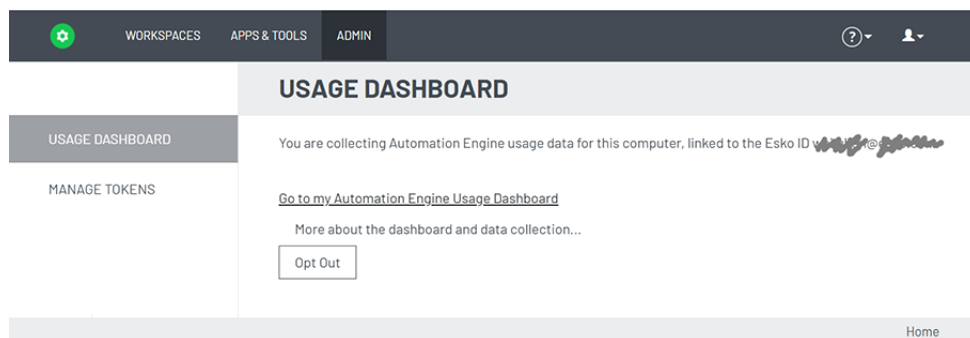 WORKSPACES APPS & TOOLS ADMIN ?
USAGE DASHBOARD
USAGE DASHBOARD
You are collecting Automation Engine usage data for this computer, linked to the Esko ID
MANAGE TOKENS
Go to my Automation Engine Usage Dashboard
More about the dashboard and data collection...
Opt Out
Home